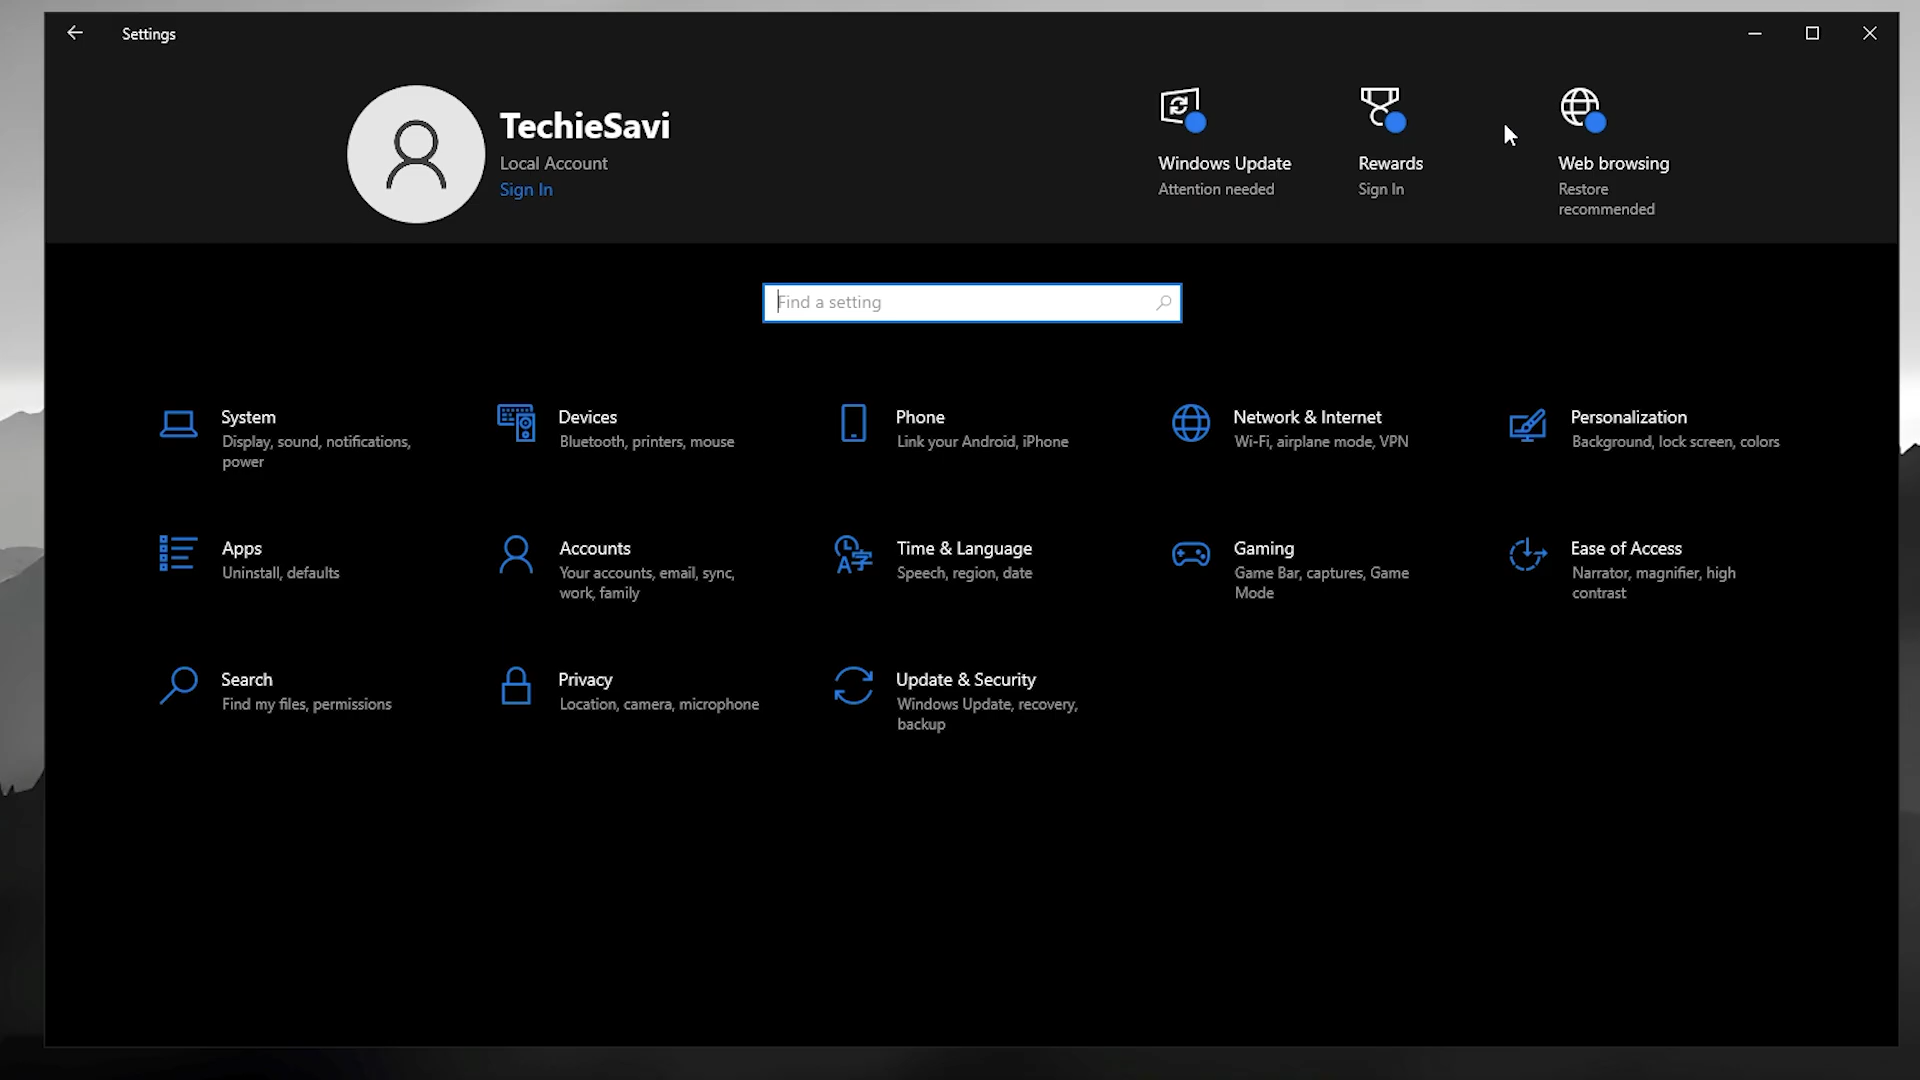 Settings
TechieSavi
Local Account
Sign In
Windows Update
Attention needed
Rewards
Sign In
Web browsing
Restore
recommended
Find a setting
System
Display, sound, notifications,
power
Devices
Bluetooth, printers, mouse
Phone
Link your Android, iPhone
Network & Internet
Wi-Fi, airplane mode, VPN
Personalization
Background, lock screen, colors
Apps
Uninstall, defaults
Accounts
Your accounts, email, sync,
work, family
Time & Language
Speech, region, date
Gaming
Game Bar, captures, Game
Mode
Ease of Access
Narrator, magnifier, high
contrast
Search
Find my files, permissions
Privacy
Location, camera, microphone
Update & Security
Windows Update, recovery,
backup